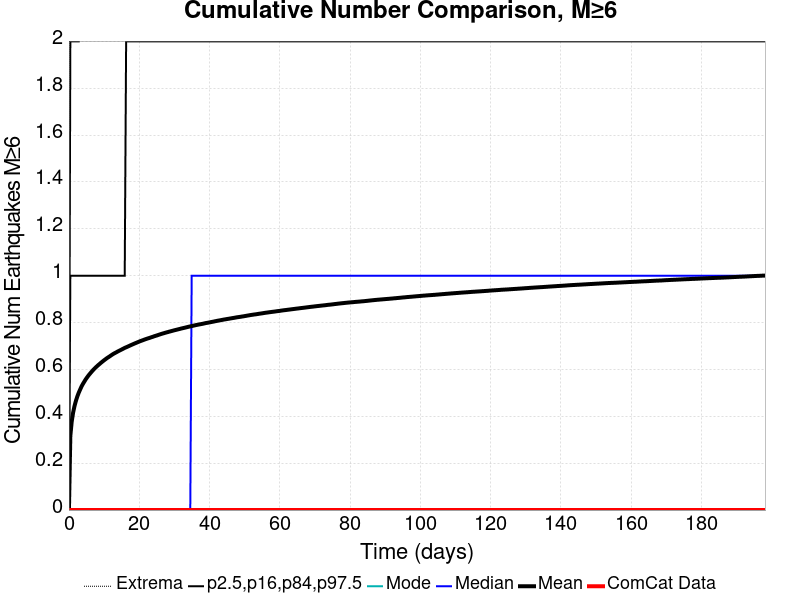 Cumulative Number Comparison, M≥6
Cumulative Num Earthquakes M≥6
2
1.8
1.6
1.4
1.2
1
0.8
0.6
0.4
0.2
0
0 20 40 60 80 100 120 140 160 180
Time (days)
Extrema p2.5,p16,p84,p97.5 Mode Median Mean ComCat Data